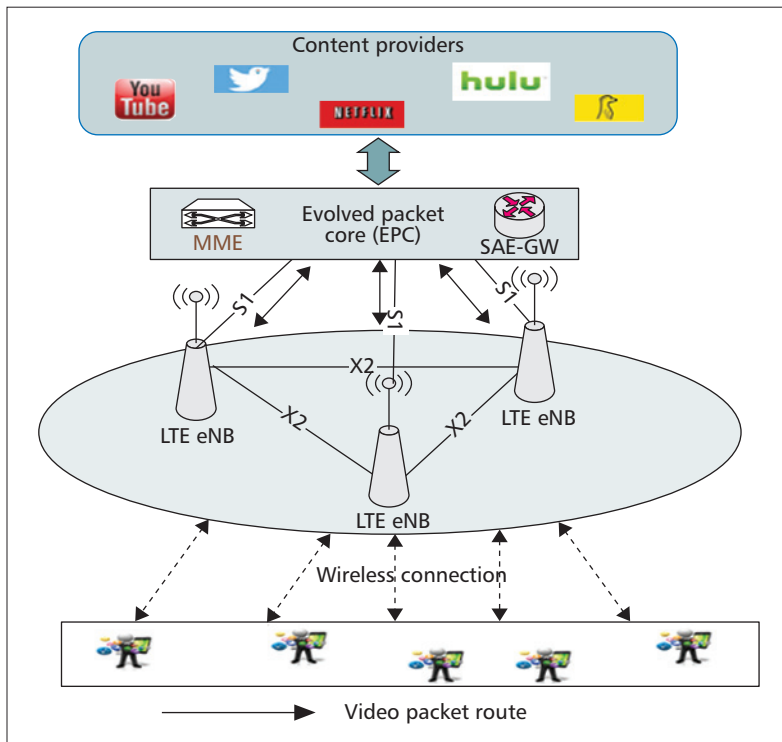 Content providers
You
Tube
hulu
NETFLIX
MME
Evolved packet
core (EPC)
SAE-GW
S1
S1
S1
X2
LTE eNB
X2
X2
LTE eNB
LTE eNB
Wireless connection
Video packet route